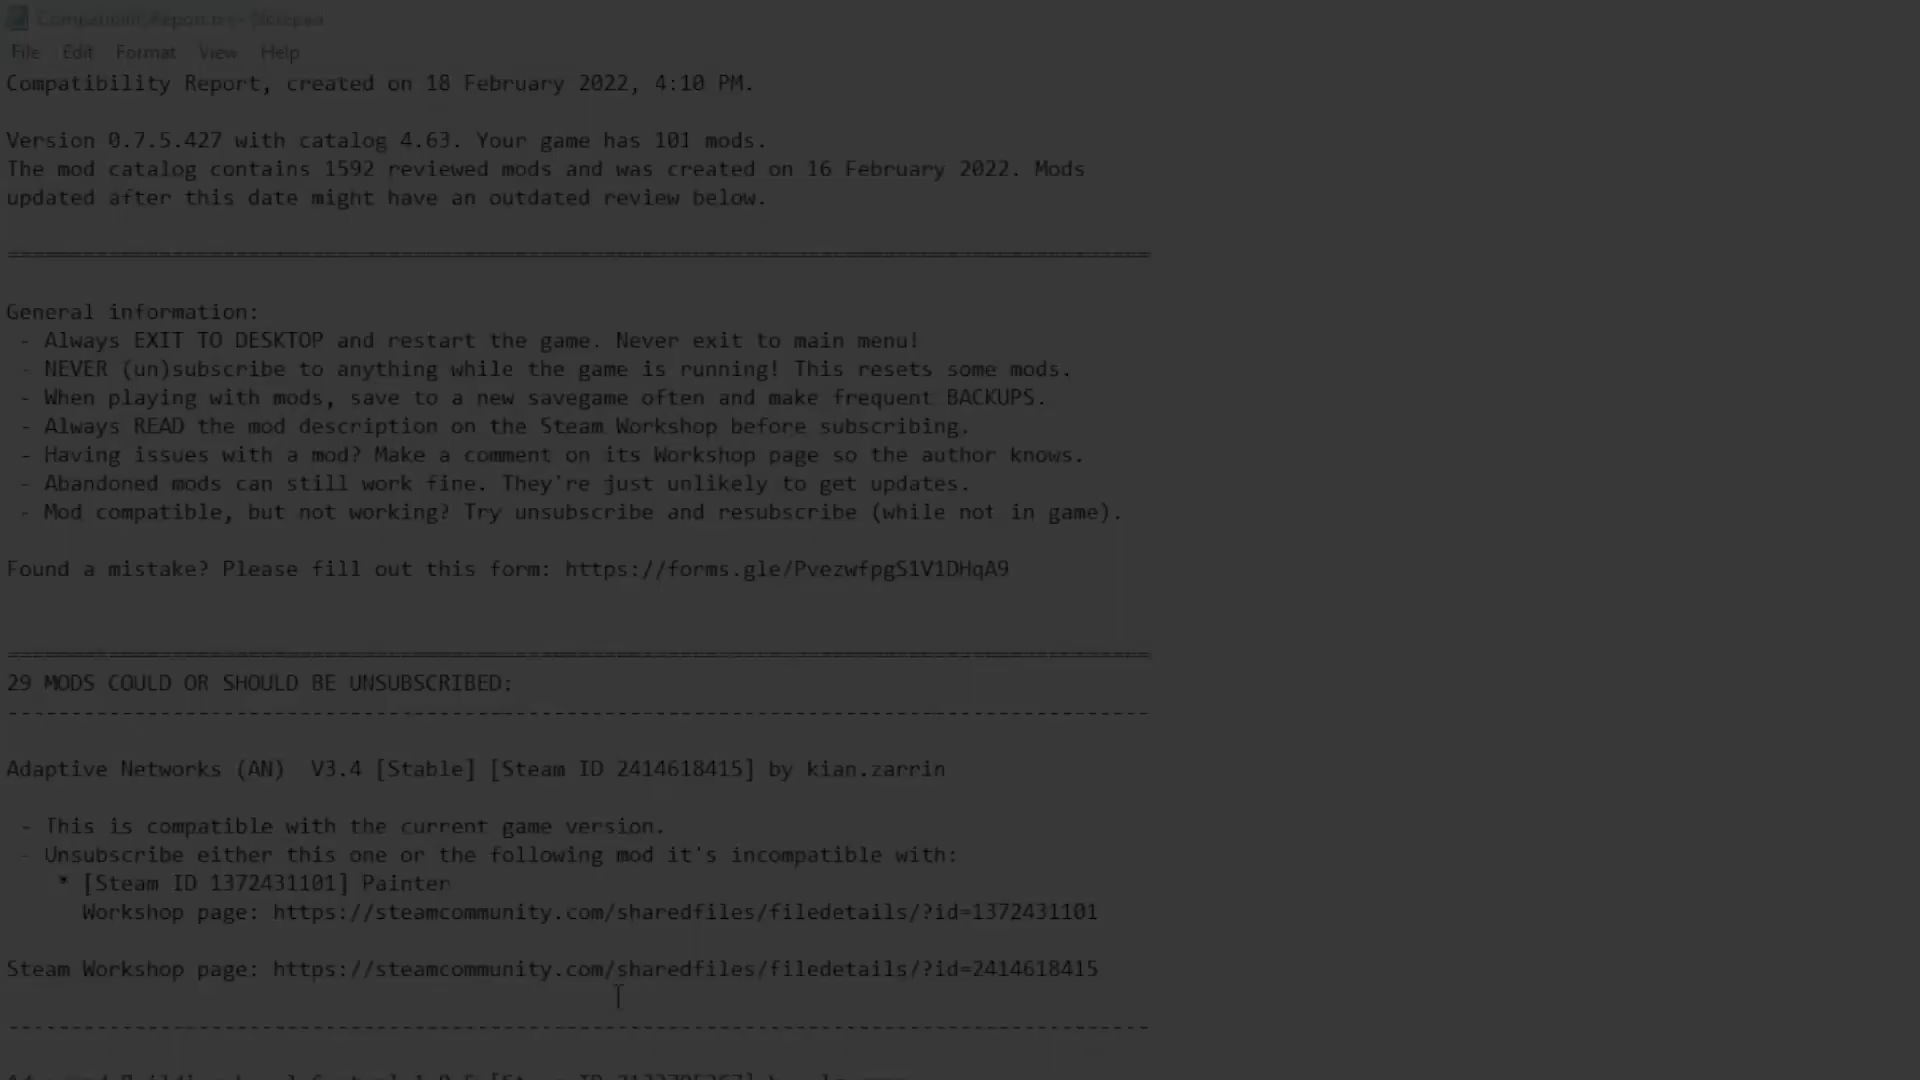 Compatibility Report - Notepad
File Edit Format View Help
Compatibility Report, created on 18 February 2022, 4:10 PM.
Version 0.7.5.427 with catalog 4.63. Your game has 101 mods.
The mod catalog contains 1592 reviewed mods and was created on 16 February 2022. Mods
updated after this date might have an outdated review below.
General information:
- Always EXIT TO DESKTOP and restart the game. Never exit to main menu!
- NEVER (un)subscribe to anything while the game is running! This resets some mods.
- When playing with mods, save to a new savegame often and make frequent BACKUPS.
- Always READ the mod description on the Steam Workshop before subscribing.
- Having issues with a mod? Make a comment on its Workshop page so the author knows.
- Abandoned mods can still work fine. They're just unlikely to get updates.
- Mod compatible, but not working? Try unsubscribe and resubscribe (while not in game).
Found a mistake? Please fill out this form: https://forms.gle/PvezwfpgS1V1DHqA9
29 MODS COULD OR SHOULD BE UNSUBSCRIBED:
Adaptive Networks (AN)  V3.4 [Stable] [Steam ID 2414618415] by kian.zarrin
- This is compatible with the current game version.
- Unsubscribe either this one or the following mod it's incompatible with:
* [Steam ID 1372431101] Painter
Workshop page: https://steamcommunity.com/sharedfiles/filedetails/?id=1372431101
Steam Workshop page: https://steamcommunity.com/sharedfiles/filedetails/?id=2414618415